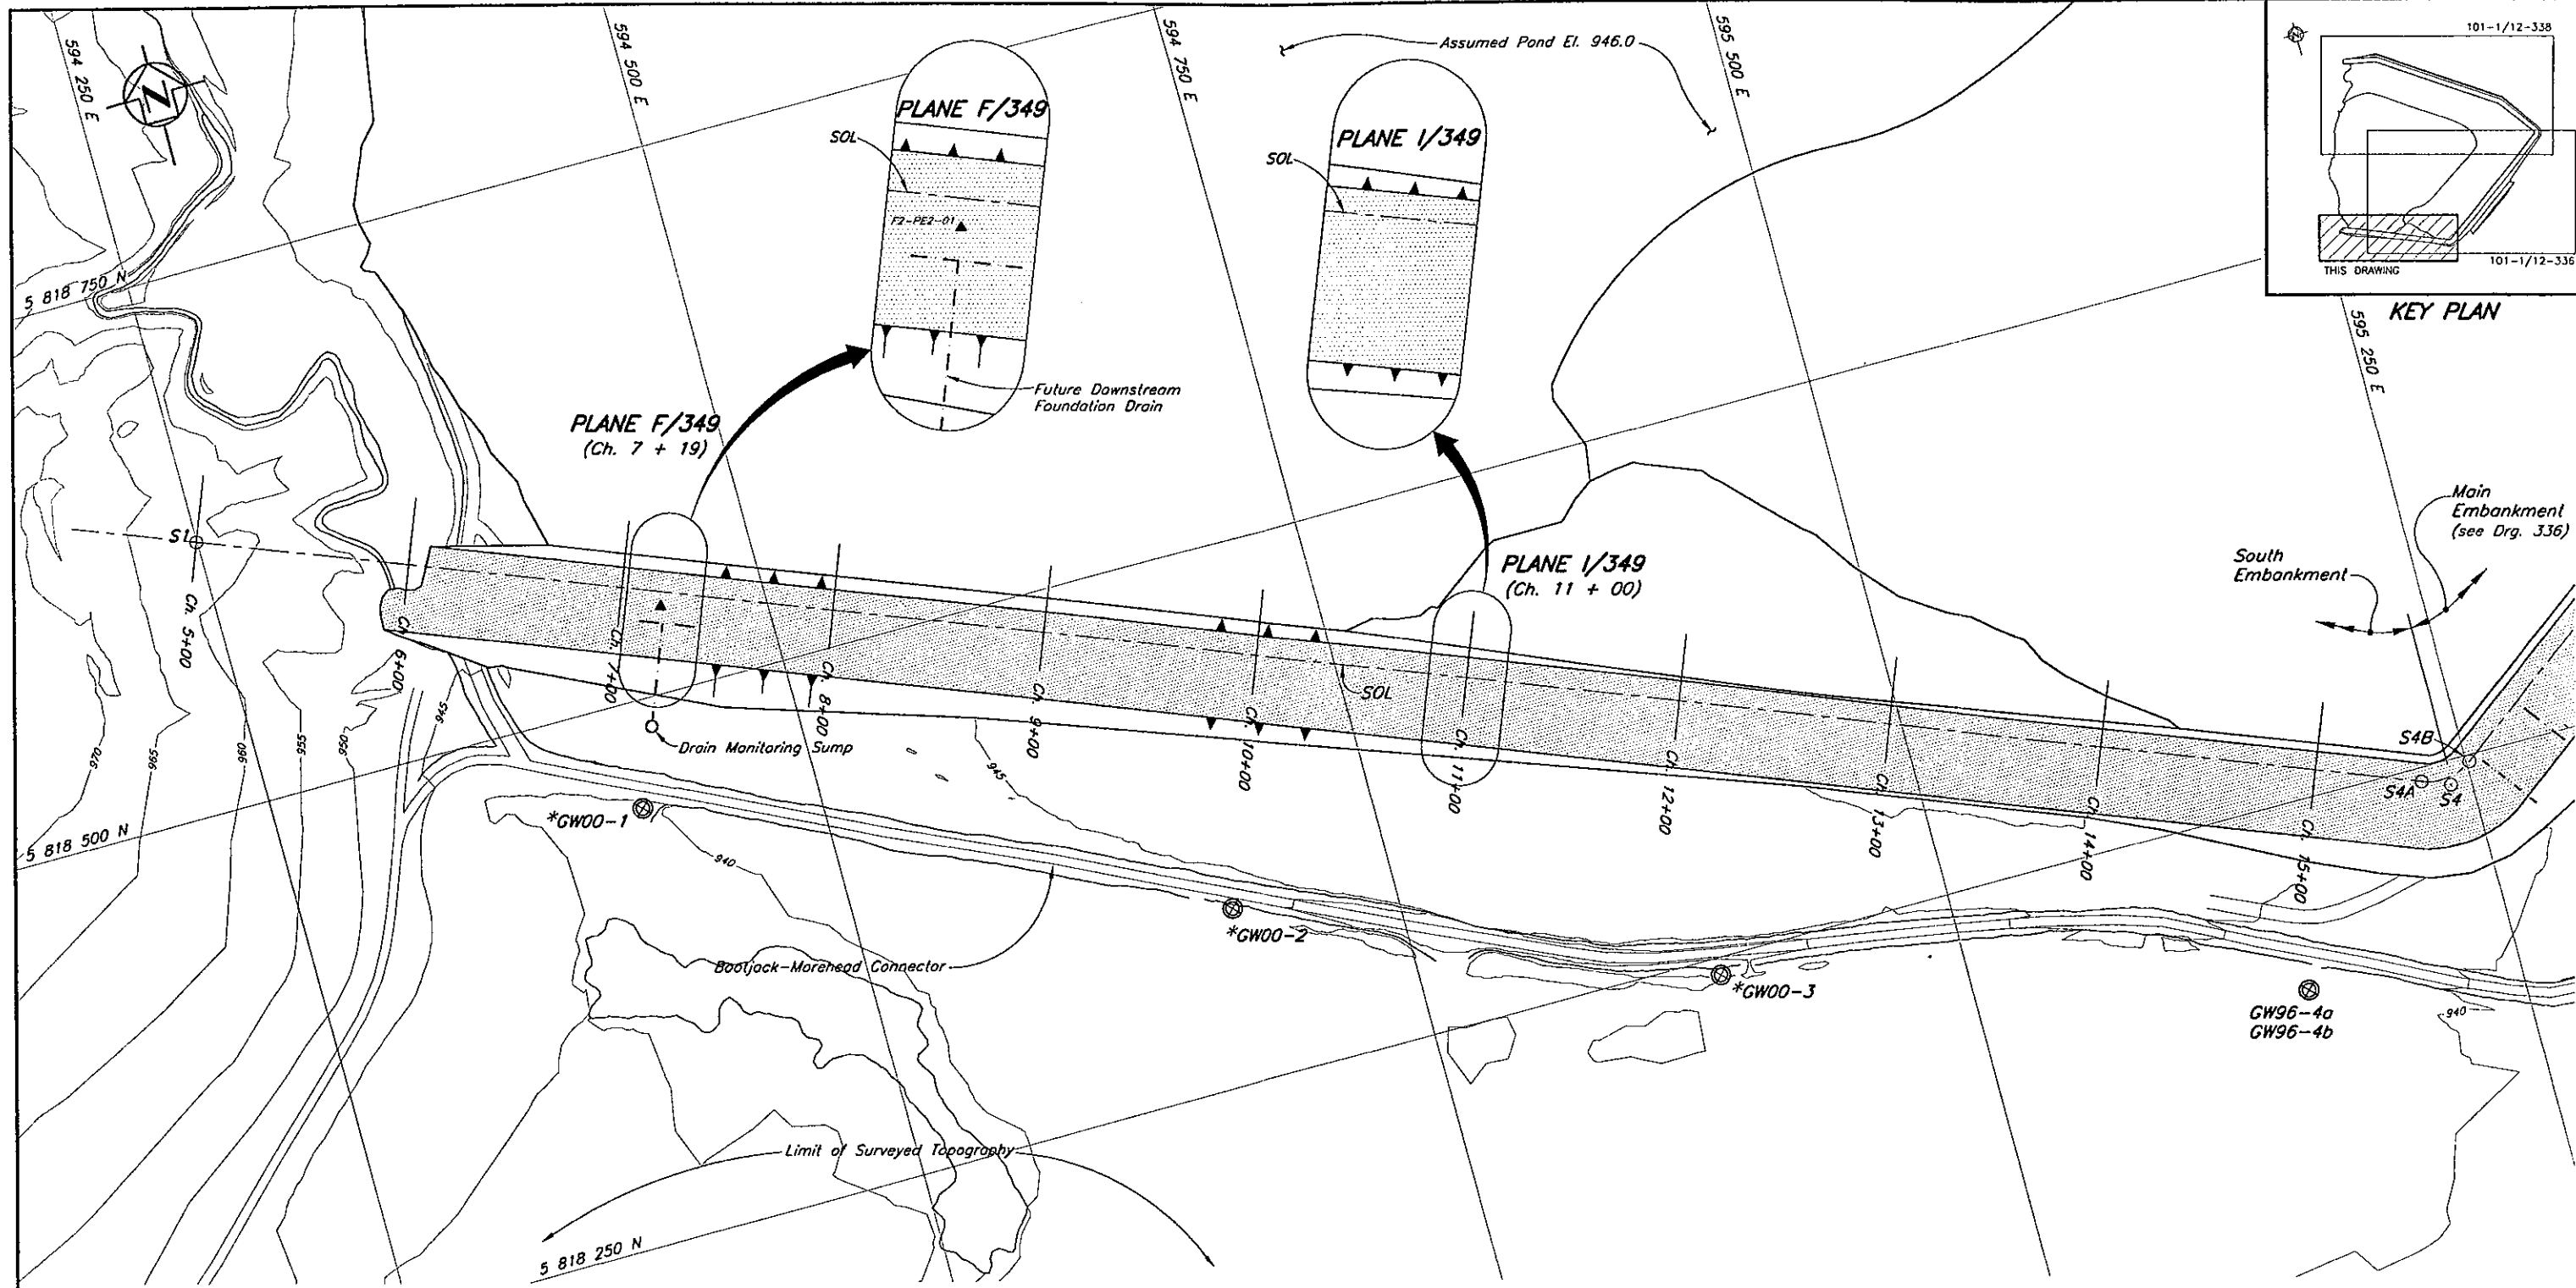 594 250 E
594 500 E
594 750 E
595 500 E
595 250 E
N
Assumed Pond El. 946.0
101-1/12-338
THIS DRAWING
101-1/12-336
KEY PLAN
PLANE F/349
SOL
F2-PE2-01
Future Downstream
Foundation Drain
PLANE I/349
SOL
5 818 750 N
PLANE F/349
(Ch. 7 + 19)
PLANE I/349
(Ch. 11 + 00)
Main
Embankment
(see Drg. 336)
South
Embankment
S1
Ch. 5+00
Ch. 6+00
Ch. 7+00
Ch. 8+00
Ch. 9+00
Ch. 10+00
Ch. 11+00
Ch. 12+00
Ch. 13+00
Ch. 14+00
Ch. 15+00
SOL
S4B
S4A
S4
Drain Monitoring Sump
970
965
960
955
950
945
945
940
940
*GW00-1
*GW00-2
*GW00-3
GW96-4a
GW96-4b
5 818 500 N
Bootjack-Morehead Connector
Limit of Surveyed Topography
5 818 250 N